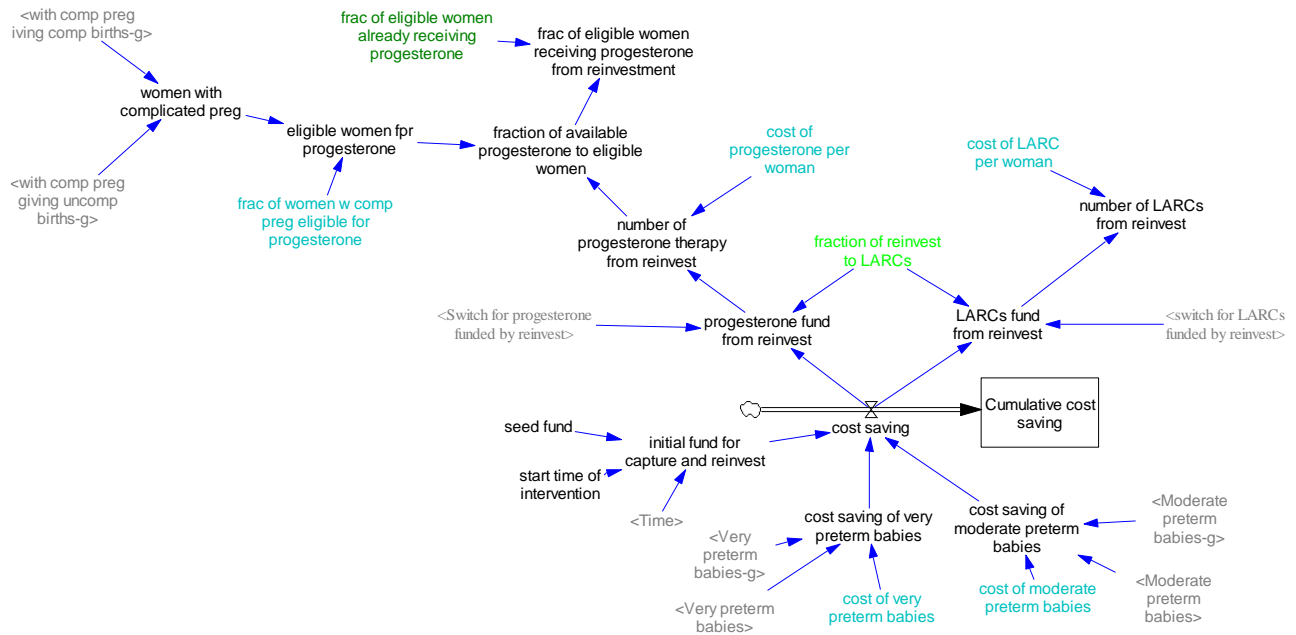 <with comp preg
iving comp births-g>
frac of eligible women
already receiving
progesterone
frac of eligible women
receiving progesterone
from reinvestment
women with
complicated preg
eligible women fpr
progesterone
fraction of available
progesterone to eligible
women
cost of
progesterone per
woman
cost of LARC
per woman
<with comp preg
giving uncomp
births-g>
frac of women w comp
preg eligible for
progesterone
number of
progesterone therapy
from reinvest
fraction of reinvest
to LARCs
number of LARCs
from reinvest
<Switch for progesterone
funded by reinvest>
progesterone fund
from reinvest
LARCs fund
from reinvest
<switch for LARCs
funded by reinvest>
Cumulative cost
saving
cost saving
seed fund
initial fund for
capture and reinvest
start time of
intervention
<Time>
cost saving of very
preterm babies
cost saving of
moderate preterm
babies
<Moderate
preterm
babies-g>
<Very
preterm
babies-g>
<Very preterm
babies>
cost of very
preterm babies
cost of moderate
preterm babies
<Moderate
preterm
babies>